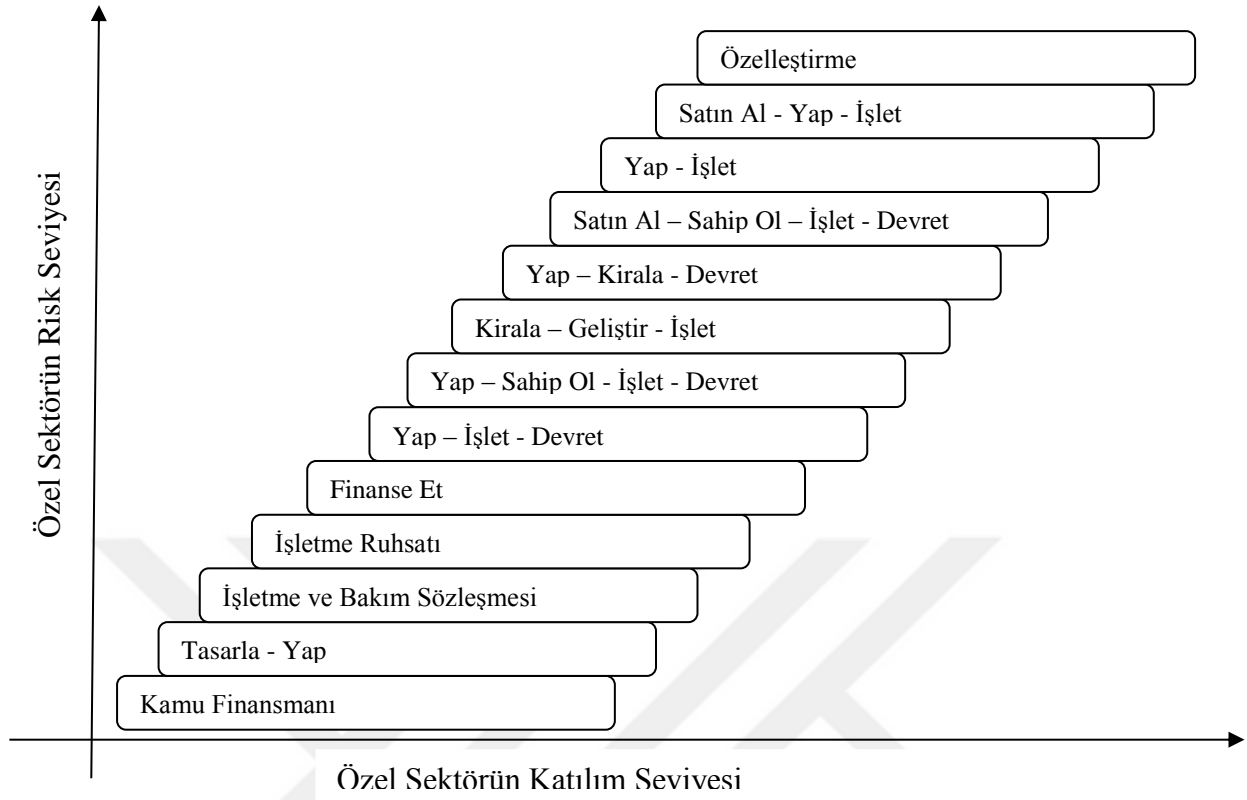 Özelleştirme
Satın Al - Yap - İşlet
Yap - İşlet
Satın Al – Sahip Ol – İşlet - Devret
Yap – Kirala - Devret
Kirala – Geliştir - İşlet
Yap – Sahip Ol - İşlet - Devret
Yap – İşlet - Devret
Finanse Et
İşletme Ruhsatı
İşletme ve Bakım Sözleşmesi
Tasarla - Yap
Kamu Finansmanı
Özel Sektörün Risk Seviyesi
Özel Sektörün Katılım Seviyesi